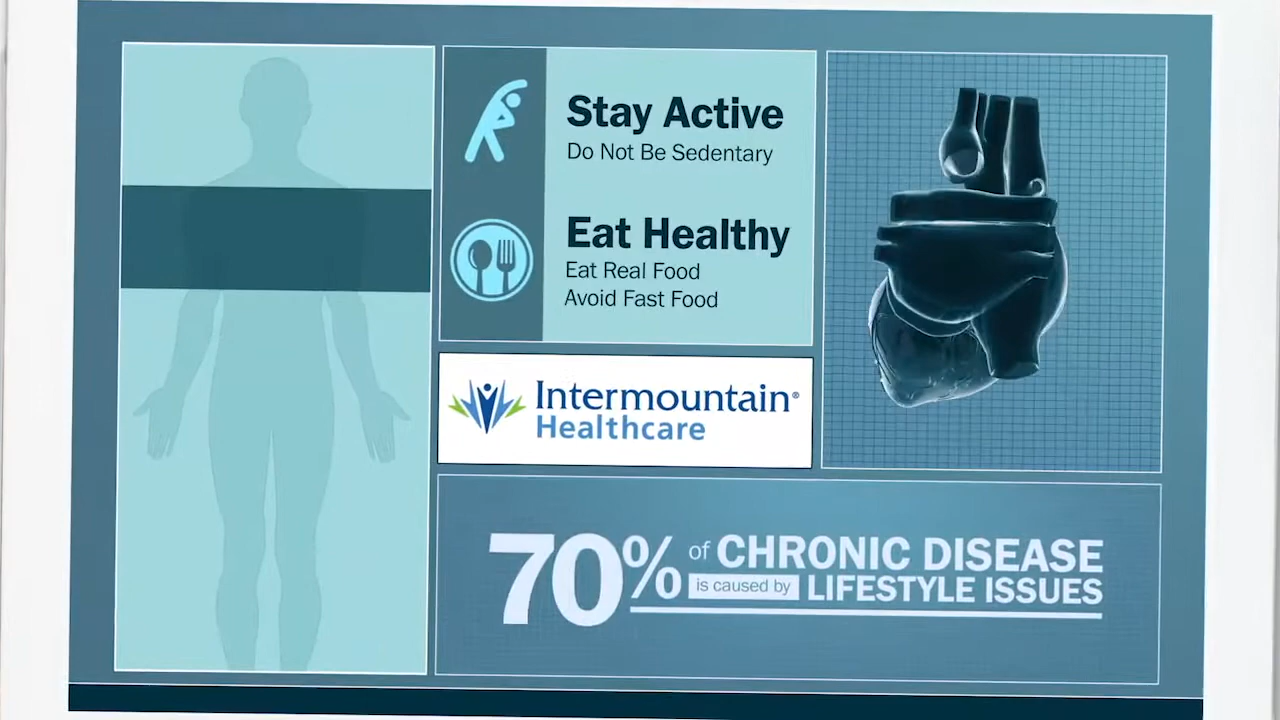 Stay Active
Do Not Be Sedentary
Eat Healthy
Eat Real Food
Avoid Fast Food
Intermountain®
Healthcare
70% of CHRONIC DISEASE
is caused by LIFESTYLE ISSUES